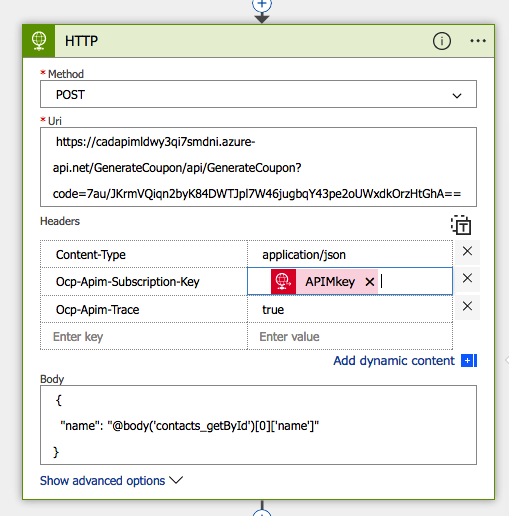 HTTP
* Method
POST
* Uri
https://cadapimldwy3qi7smdni.azure-
api.net/GenerateCoupon/api/GenerateCoupon?
code=7au/JKrmVQiqn2byK84DWTJpl7W46jugbqY43pe2oUWxdkOrzHtGhA==
Headers
Content-Type application/json
Ocp-Apim-Subscription-Key APIMkey
Ocp-Apim-Trace true
Enter key Enter value
Add dynamic content
Body
{
"name": "@body('contacts_getById')[0]['name']"
}
Show advanced options